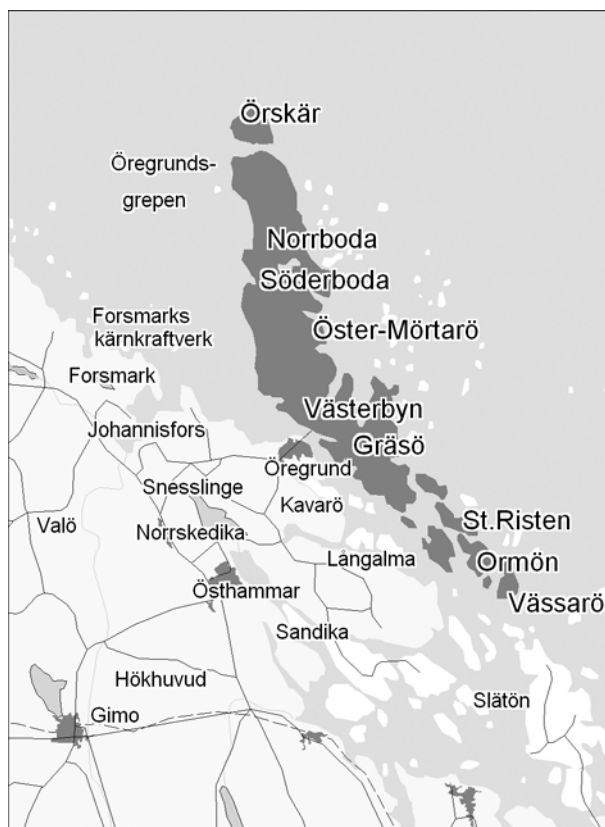 Örskär
Öregrunds-
grepen
Norrboda
Söderboda
Forsmarks
kärnkraftverk
Öster-Mörtarö
Forsmark
Västerbyn
Johannisfors
Gräsö
Öregrund
Snesslinge
Kavarö
St.Risten
Valö
Norrskedika
Långalma
Ormön
Östhammar
Vässarö
Sandika
Hökhuvud
Slätön
Gimo